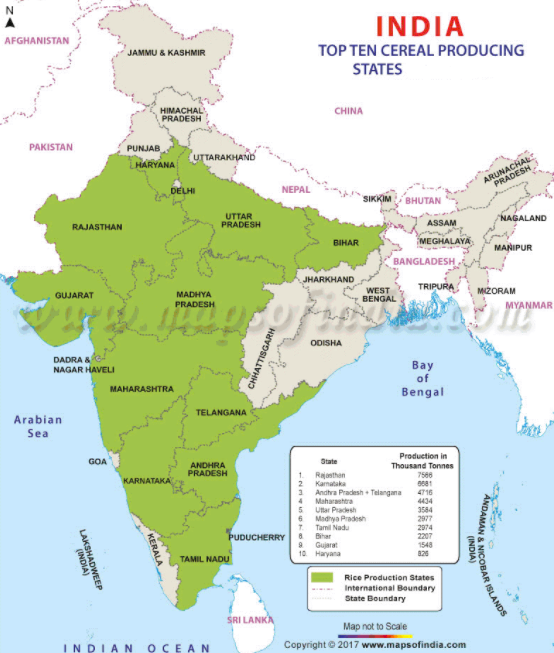 N
INDIA
TOP TEN CEREAL PRODUCING
STATES
AFGHANISTAN
JAMMU & KASHMIR
CHINA
HIMACHAL
PRADESH
PAKISTAN
PUNJAB
UTTARAKHAND
HARYANA
ARUNACHAL
PRADESH
DELHI
NEPAL
SIKKIM
BHUTAN
RAJASTHAN
UTTAR
PRADESH
ASSAM
NAGALAND
BIHAR
MEGHALAYA
MANIPUR
BANGLADESH
JHARKHAND
GUJARAT
MADHYA
PRADESH
WEST
BENGAL
TRIPURA
MIZORAM
MYANMAR
www.mapsofindia.com
CHHATTISGARH
ODISHA
DADRA &
NAGAR HAVELI
MAHARASHTRA
Bay
of
Bengal
TELANGANA
Arabian
Sea
GOA
ANDHRA
PRADESH
KARNATAKA
State
Production in
Thousand Tonnes
1. Rajasthan 7566
2. Karnataka 6681
3. Andhra Pradesh + Telangana 4716
4. Maharashtra 4434
5. Uttar Pradesh 3584
6. Madhya Pradesh 2977
7. Tamil Nadu 2974
8. Bihar 2207
9. Gujarat 1548
10. Haryana 826
LAKSHADWEEP
(INDIA)
KERALA
PUDUCHERRY
TAMIL NADU
ANDAMAN & NICOBAR ISLANDS
(INDIA)
Rice Production States
International Boundary
State Boundary
SRI LANKA
Map not to Scale
Copyright © 2017 www.mapsofindia.com
INDIAN OCEAN